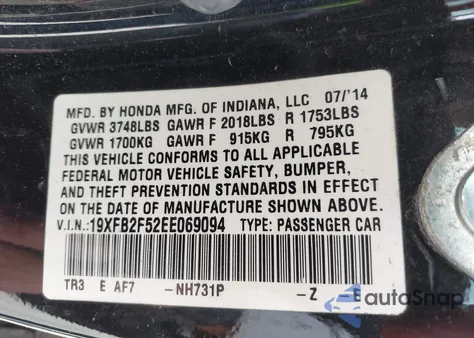 MFD. BY HONDA MFG. OF INDIANA, LLC 07/'14
GVWR 3748LBS GAWR F 2018LBS R 1753LBS
GVWR 1700KG GAWR F 915KG R 795KG
THIS VEHICLE CONFORMS TO ALL APPLICABLE
FEDERAL MOTOR VEHICLE SAFETY, BUMPER,
AND THEFT PREVENTION STANDARDS IN EFFECT
ON THE DATE OF MANUFACTURE SHOWN ABOVE.
V.I.N.:19XFB2F52EE069094 TYPE: PASSENGER CAR
TR3 E AF7 -NH731P -Z -E
autoSnap